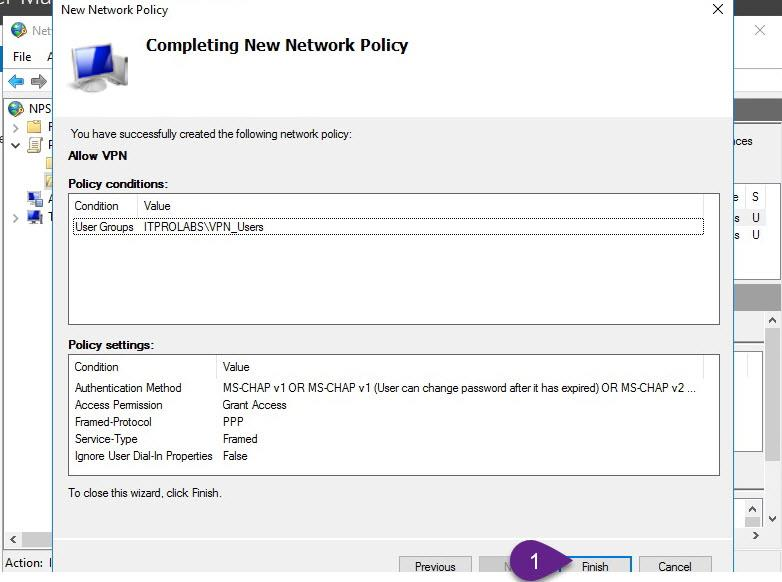 New Network Policy
Net
File
Completing New Network Policy
NPS
You have successfully created the following network policy:
Allow VPN
Policy conditions:
Condition Value
User Groups ITPROLABS\VPN_Users
Policy settings:
Condition Value
Authentication Method MS-CHAP v1 OR MS-CHAP v1 (User can change password after it has expired) OR MS-CHAP v2 ...
Access Permission Grant Access
Framed-Protocol PPP
Service-Type Framed
Ignore User Dial-In Properties False
To close this wizard, click Finish.
Action:
Previous 1 Finish Cancel